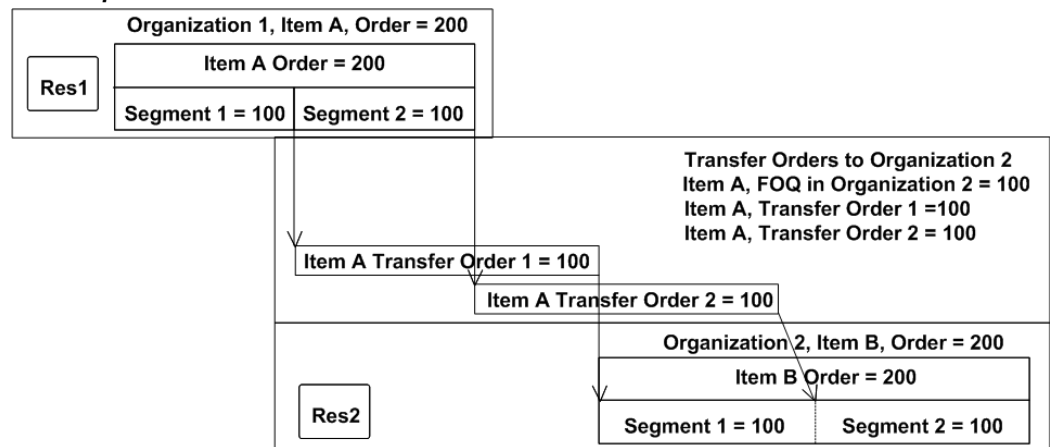 Organization 1, Item A, Order = 200
Item A Order = 200
Res1
Segment 1 = 100
Segment 2 = 100
Transfer Orders to Organization 2
Item A, FOQ in Organization 2 = 100
Item A, Transfer Order 1 =100
Item A, Transfer Order 2 = 100
Item A Transfer Order 1 = 100
Item A Transfer Order 2 = 100
Organization 2, Item B, Order = 200
Item B Order = 200
Res2
Segment 1 = 100
Segment 2 = 100